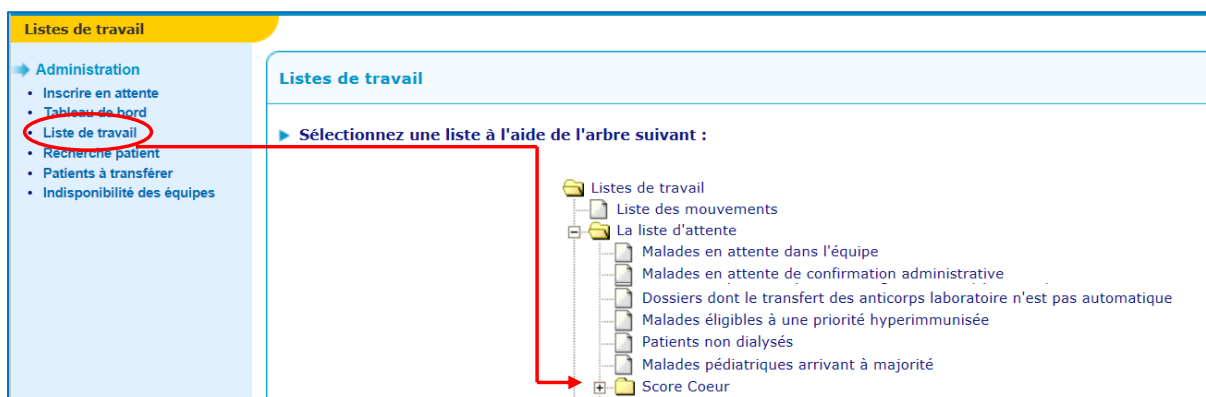 Listes de travail
Administration
• Inscrire en attente
• Tableau de bord
• Liste de travail
• Recherche patient
• Patients à transférer
• Indisponibilité des équipes
Listes de travail
Sélectionnez une liste à l'aide de l'arbre suivant :
Listes de travail
Liste des mouvements
La liste d'attente
Malades en attente dans l'équipe
Malades en attente de confirmation administrative
Dossiers dont le transfert des anticorps laboratoire n'est pas automatique
Malades éligibles à une priorité hyperimmunisée
Patients non dialysés
Malades pédiatriques arrivant à majorité
Score Coeur